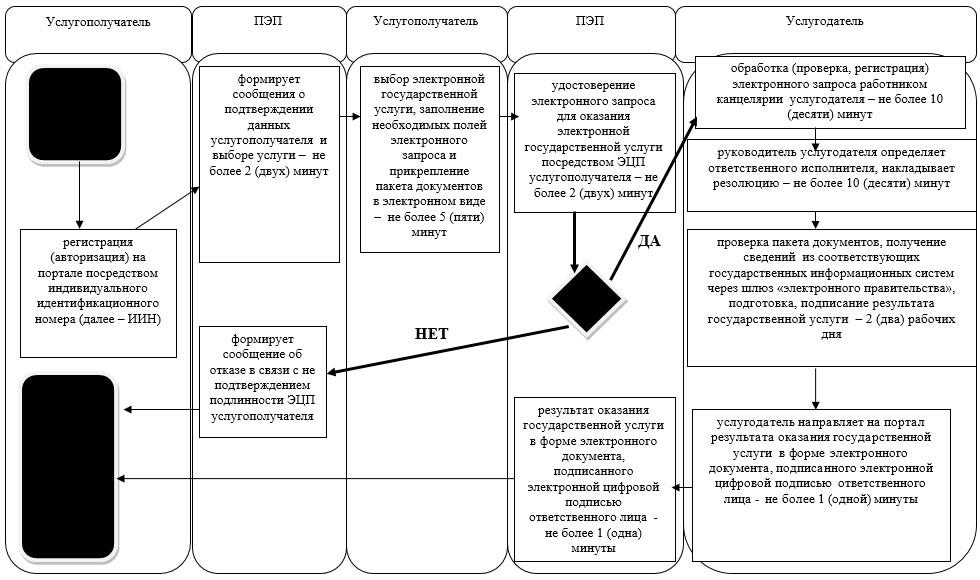 Услугополучатель
ПЭП
Услугополучатель
ПЭП
Услугодатель
регистрация
(авторизация) на
портале посредством
индивидуального
идентификационного
номера (далее – ИИН)
формирует
сообщения о
подтверждении
данных
услугополучателя и
выборе услуги – не
более 2 (двух) минут
выбор электронной
государственной
услуги, заполнение
необходимых полей
электронного
запроса и
прикрепление
пакета документов
в электронном виде
– не более 5 (пяти)
минут
удостоверение
электронного запроса
для оказания
электронной
государственной услуги
посредством ЭЦП
услугополучателя – не
более 2 (двух) минут
ДА
НЕТ
формирует
сообщение об
отказе в связи с не
подтверждением
подлинности ЭЦП
услугополучателя
обработка (проверка, регистрация)
электронного запроса работником
канцелярии услугодателя – не более 10
(десяти) минут
руководитель услугодателя определяет
ответственного исполнителя, накладывает
резолюцию – не более 10 (десяти) минут
проверка пакета документов, получение
сведений из соответствующих
государственных информационных систем
через шлюз «электронного правительства»,
подготовка, подписание результата
государственной услуги – 2 (два) рабочих
дня
услугодатель направляет на портал
результата оказания государственной
услуги в форме электронного
документа, подписанного электронной
цифровой подписью ответственного
лица - не более 1 (одной) минуты
результат оказания
государственной услуги
в форме электронного
документа,
подписанного
электронной цифровой
подписью
ответственного лица -
не более 1 (одна)
минуты